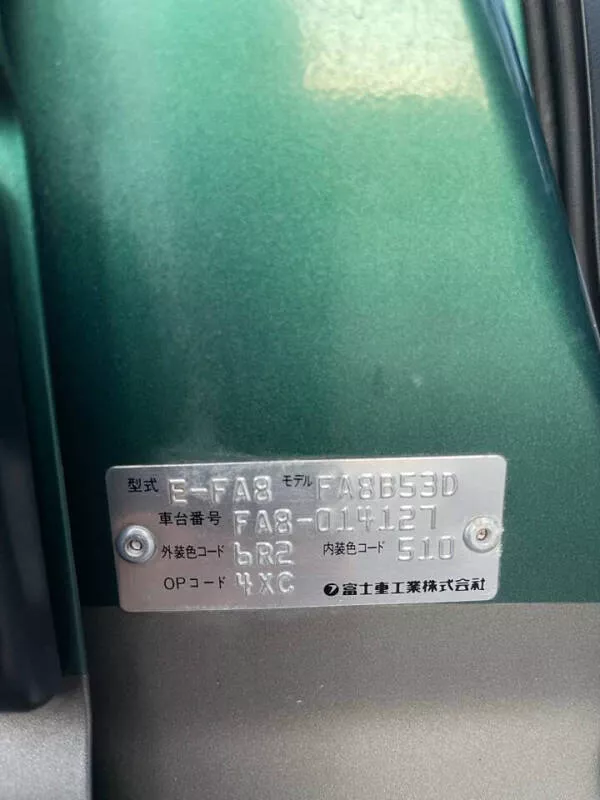 型式 E-FA8 モデル FA8B53D
車台番号 FA8-014127
外装色コード 6R2 内装色コード 510
OPコード 4XC 富士重工業株式会社